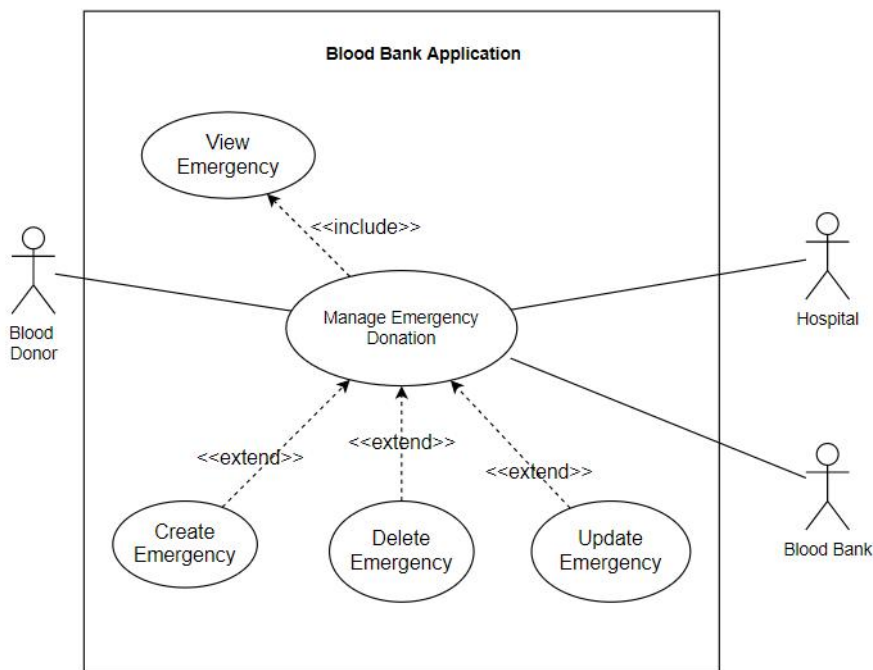 Blood Bank Application
View
Emergency
<<include>>
Blood
Donor
Manage Emergency
Donation
Hospital
<<extend>>
<<extend>>
<<extend>>
Create
Emergency
Delete
Emergency
Update
Emergency
Blood Bank